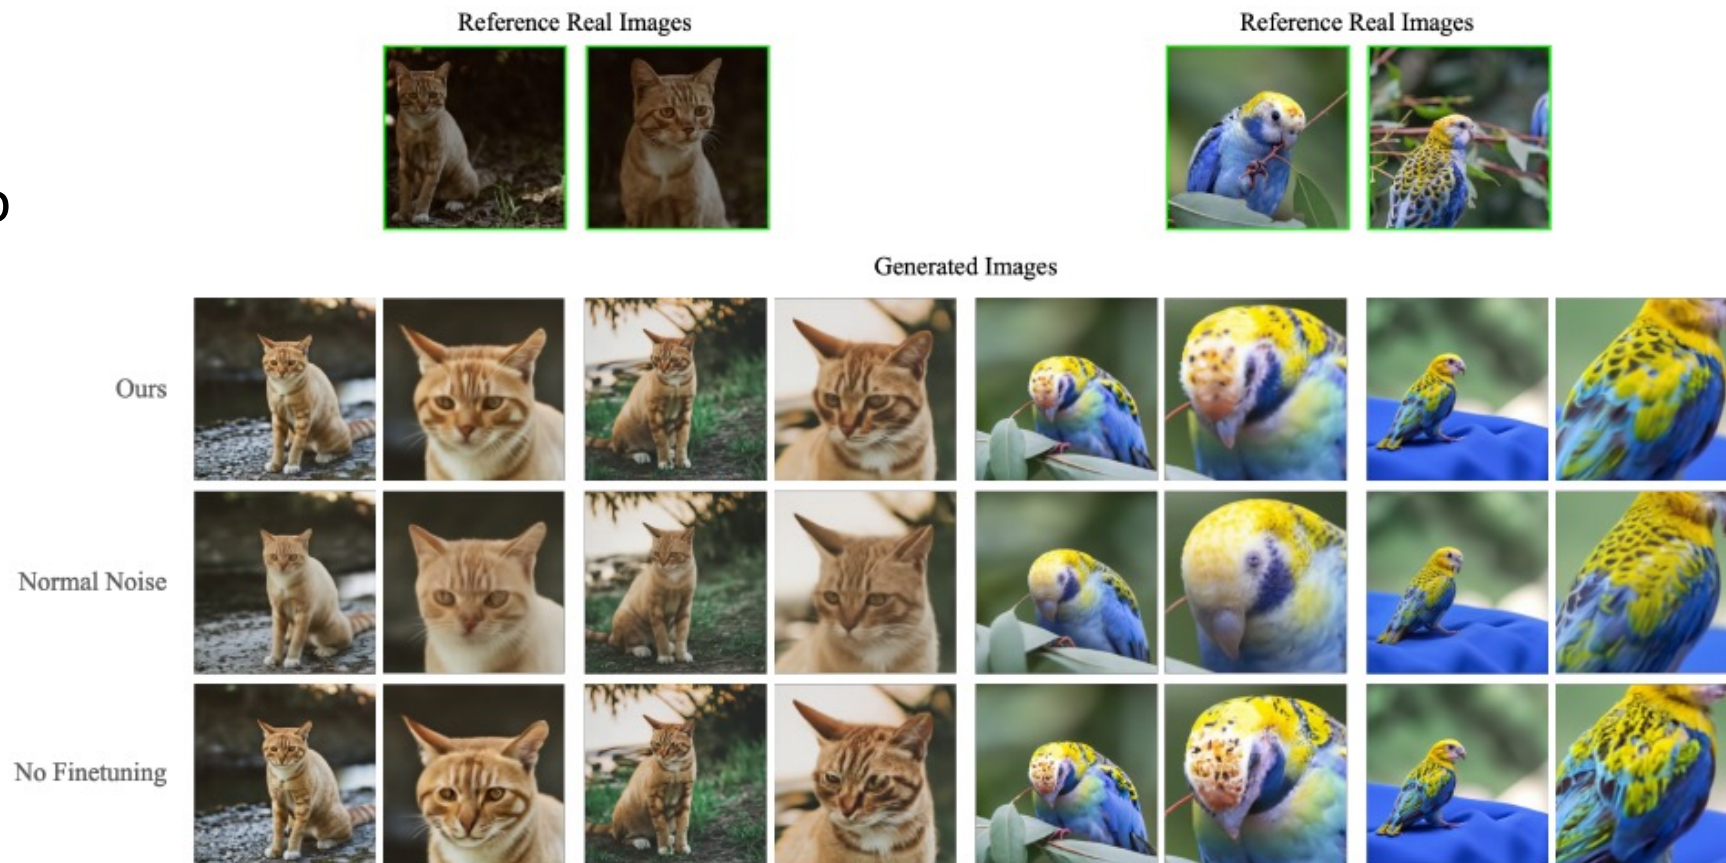 Reference Real Images
Reference Real Images
Generated Images
Ours
Normal Noise
No Finetuning